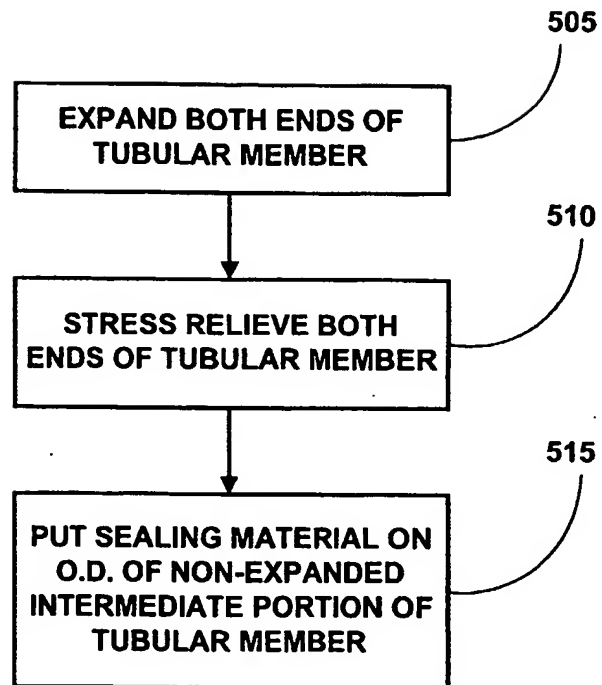 505
EXPAND BOTH ENDS OF
TUBULAR MEMBER
510
STRESS RELIEVE BOTH
ENDS OF TUBULAR MEMBER
515
PUT SEALING MATERIAL ON
O.D. OF NON-EXPANDED
INTERMEDIATE PORTION OF
TUBULAR MEMBER